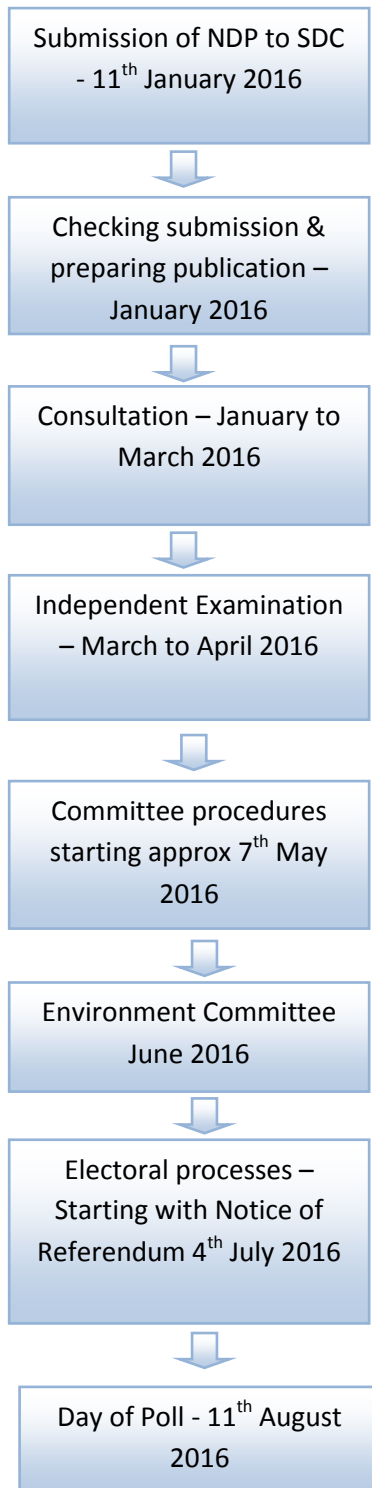 Submission of NDP to SDC
- 11th January 2016
Checking submission &
preparing publication –
January 2016
Consultation – January to
March 2016
Independent Examination
– March to April 2016
Committee procedures
starting approx 7th May
2016
Environment Committee
June 2016
Electoral processes –
Starting with Notice of
Referendum 4th July 2016
Day of Poll - 11th August
2016